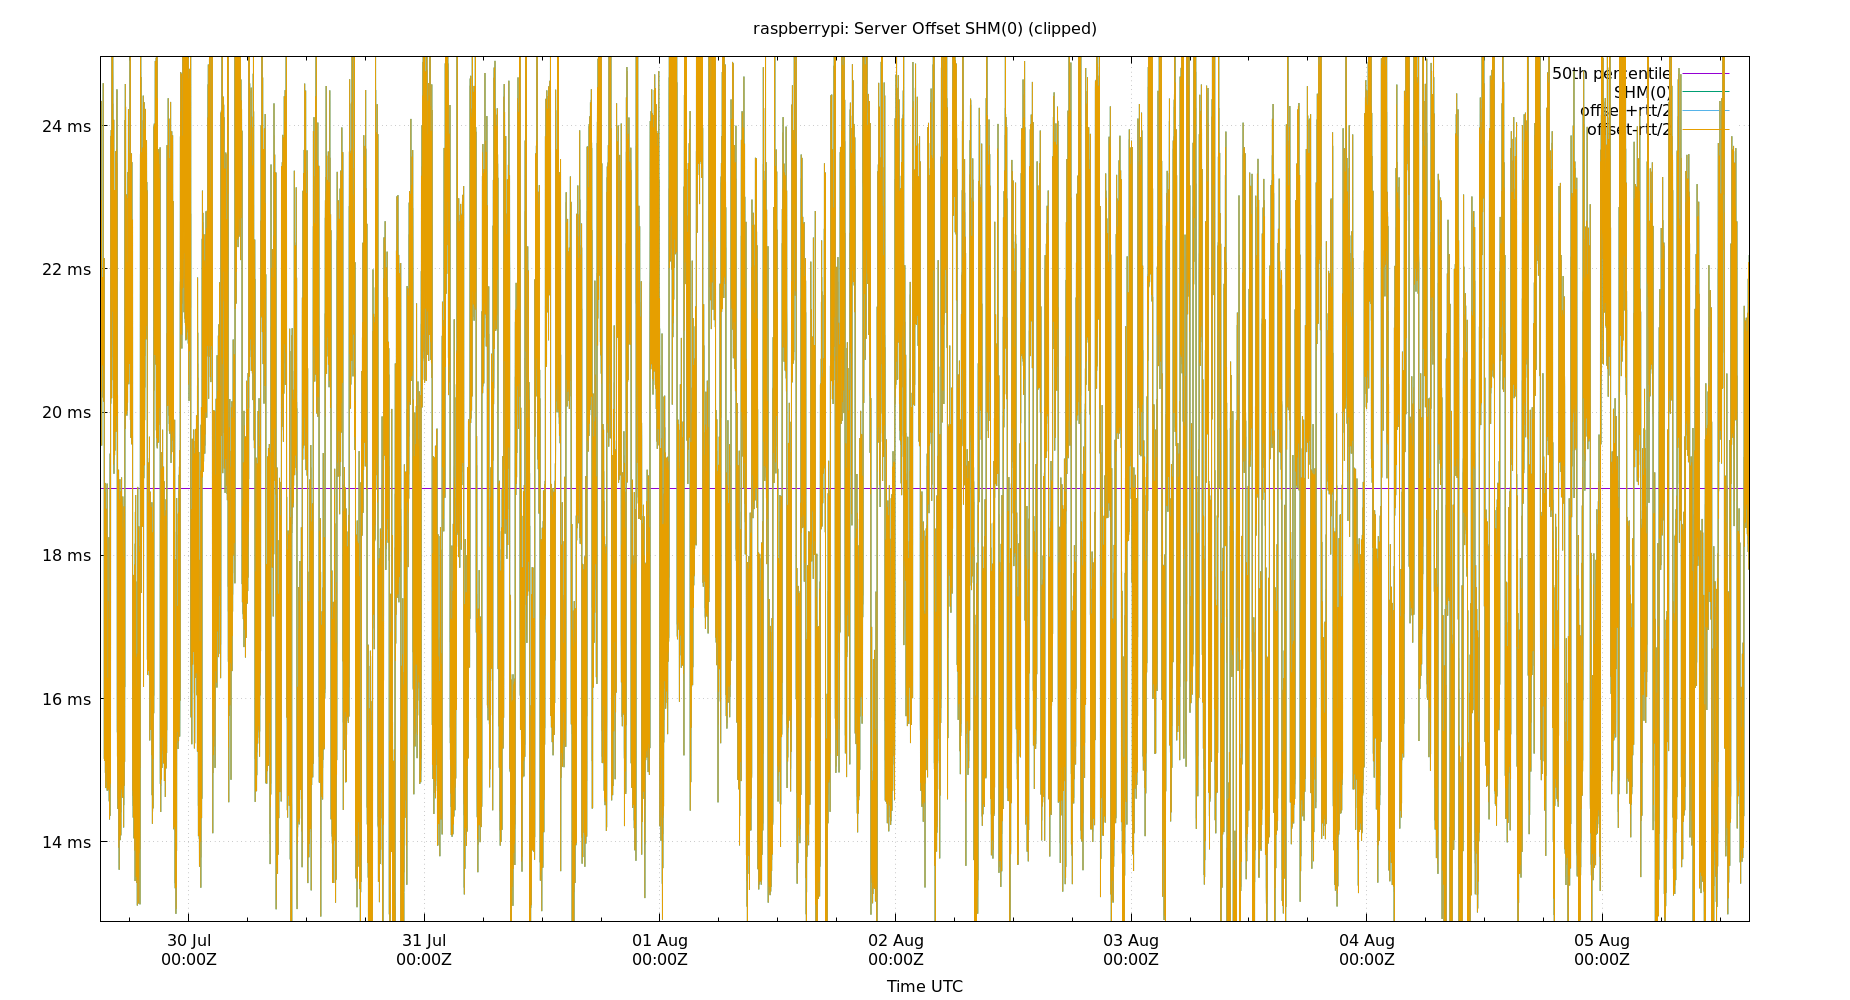 raspberrypi: Server Offset SHM(0) (clipped)
50th percentile
SHM(0)
offset+rtt/2
offset-rtt/2
24 ms
22 ms
20 ms
18 ms
16 ms
14 ms
30 Jul 31 Jul 01 Aug 02 Aug 03 Aug 04 Aug 05 Aug
00:00Z 00:00Z 00:00Z 00:00Z 00:00Z 00:00Z 00:00Z
Time UTC